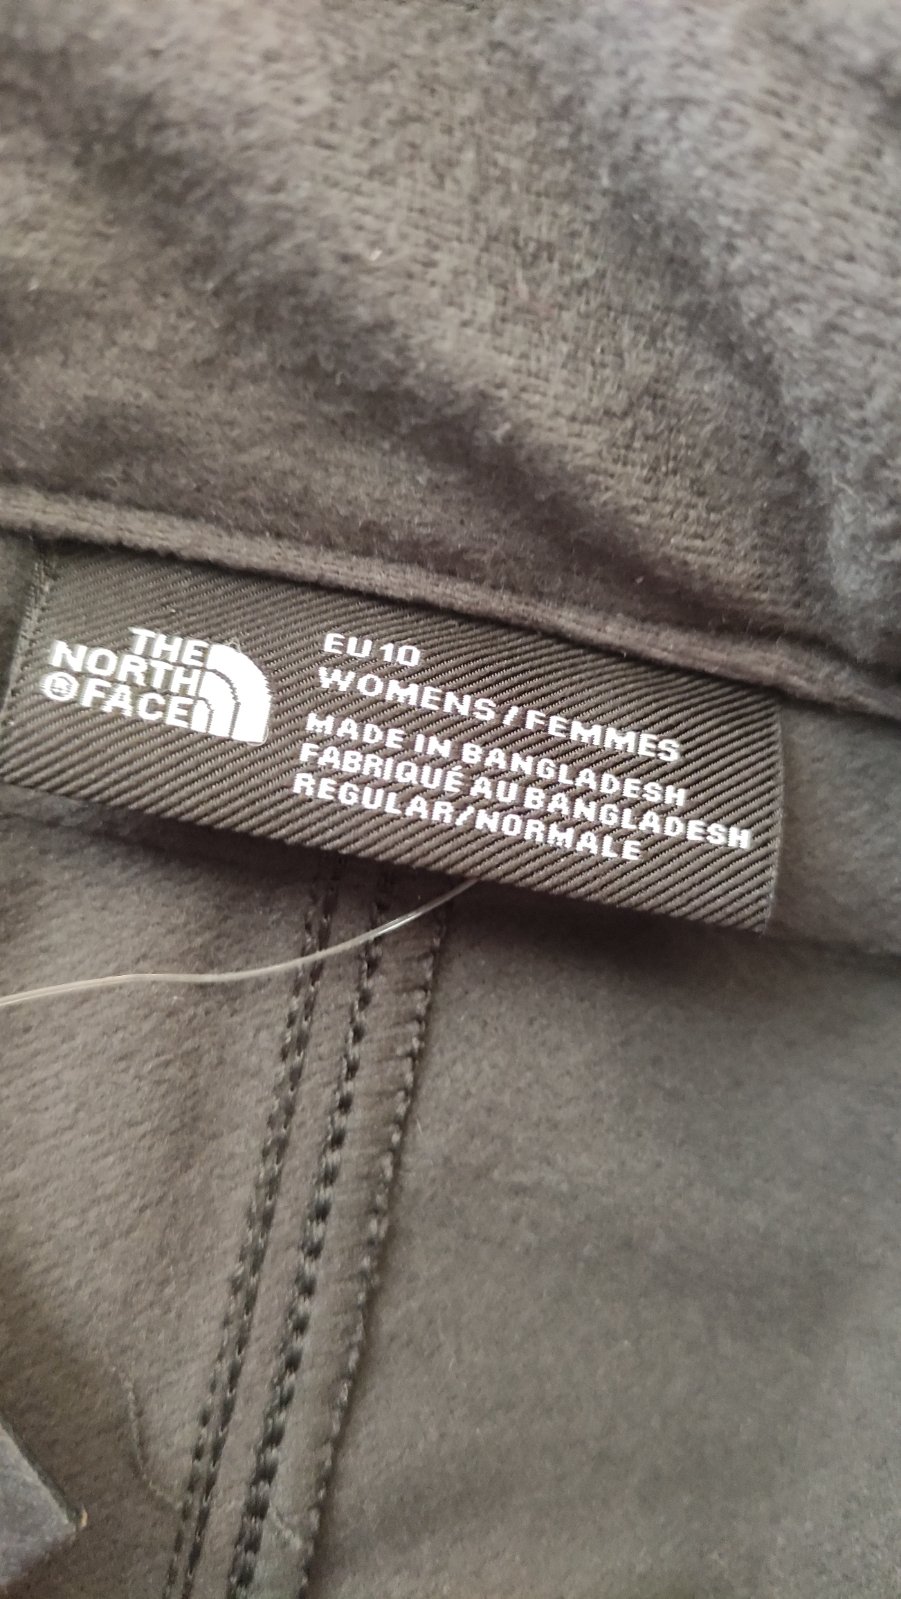 THE
NORTH
® FACE
EU 10
WOMENS/FEMMES
MADE IN BANGLADESH
FABRIQUÉ AU BANGLADESH
REGULAR/NORMALE